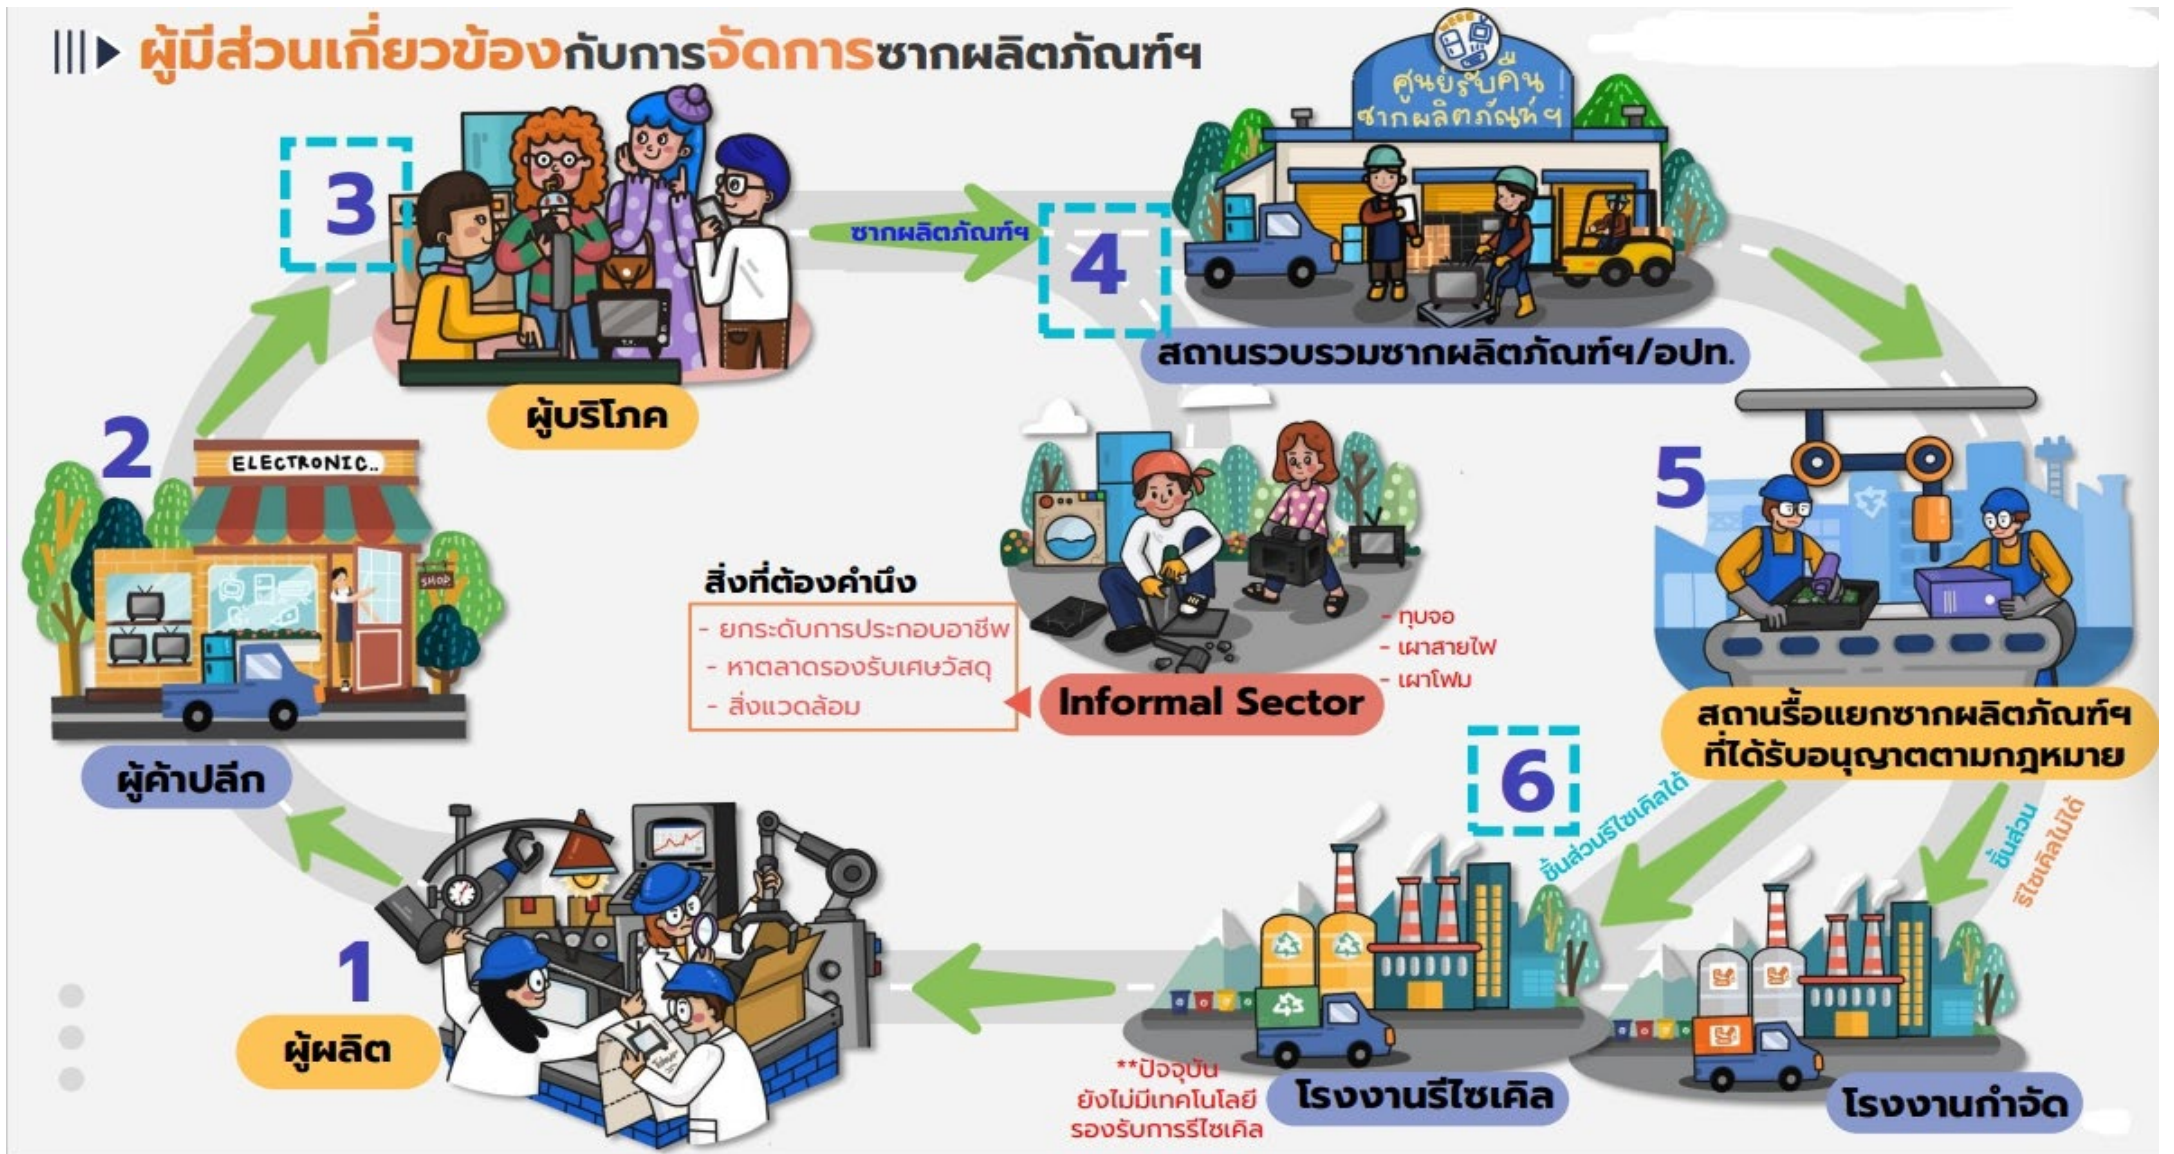 ผู้มีส่วนเกี่ยวข้องกับการจัดการซากผลิตภัณฑ์ฯ
3
ผู้บริโภค
ซากผลิตภัณฑ์ฯ
4
ศูนย์รับคืน
ซากผลิตภัณฑ์ฯ
สถานรวบรวมซากผลิตภัณฑ์ฯ/อปท.
2
ELECTRONIC..
SHOP
ผู้ค้าปลีก
สิ่งที่ต้องคำนึง
- ยกระดับการประกอบอาชีพ
- หาตลาดรองรับเศษวัสดุ
- สิ่งแวดล้อม
Informal Sector
- ทุบจอ
- เผาสายไฟ
- เผาโฟม
5
สถานรื้อแยกซากผลิตภัณฑ์ฯ
ที่ได้รับอนุญาตตามกฎหมาย
6
ชิ้นส่วนรีไซเคิลได้
ชิ้นส่วน
รีไซเคิลไม่ได้
1
ผู้ผลิต
**ปัจจุบัน
ยังไม่มีเทคโนโลยี
รองรับการรีไซเคิล
โรงงานรีไซเคิล
โรงงานกำจัด